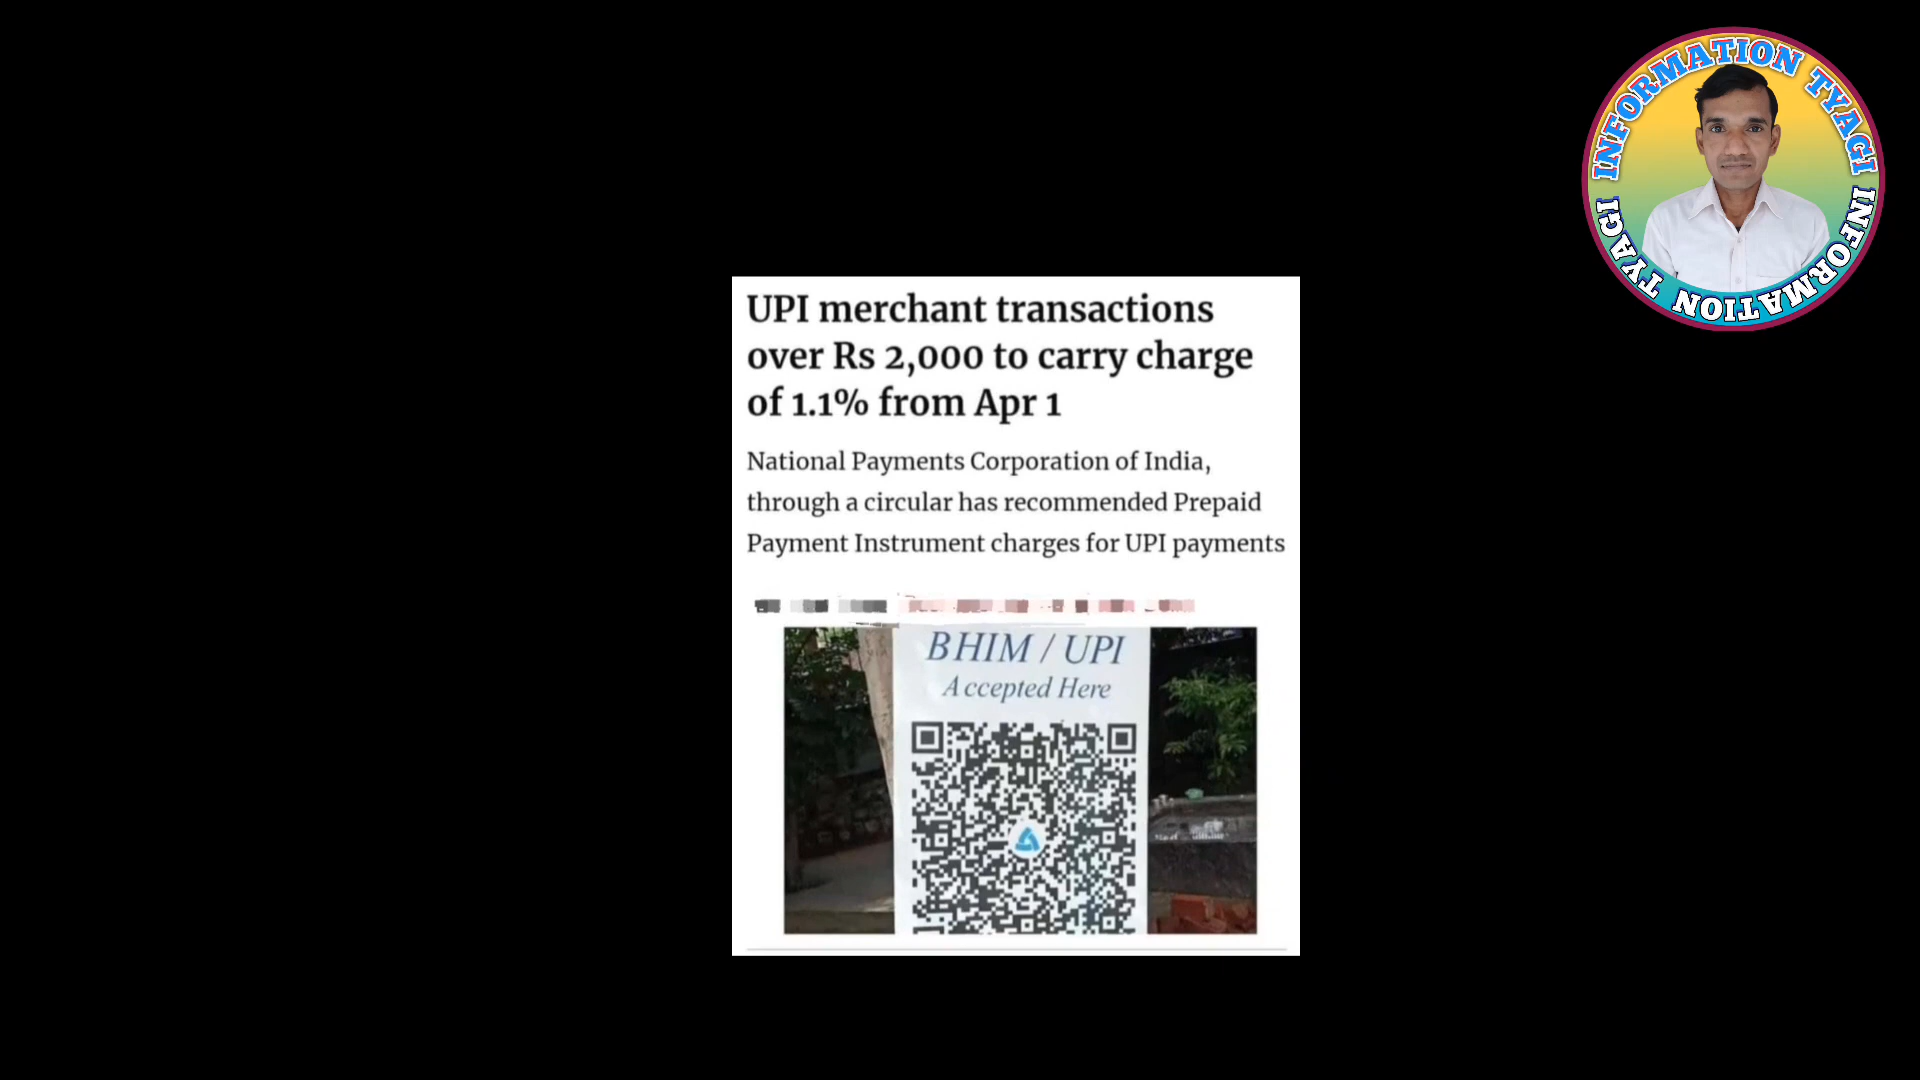 INFORMATION TYAGI
INFORMATION TYAGI
UPI merchant transactions
over Rs 2,000 to carry charge
of 1.1% from Apr 1
National Payments Corporation of India,
through a circular has recommended Prepaid
Payment Instrument charges for UPI payments
BHIM / UPI
Accepted Here